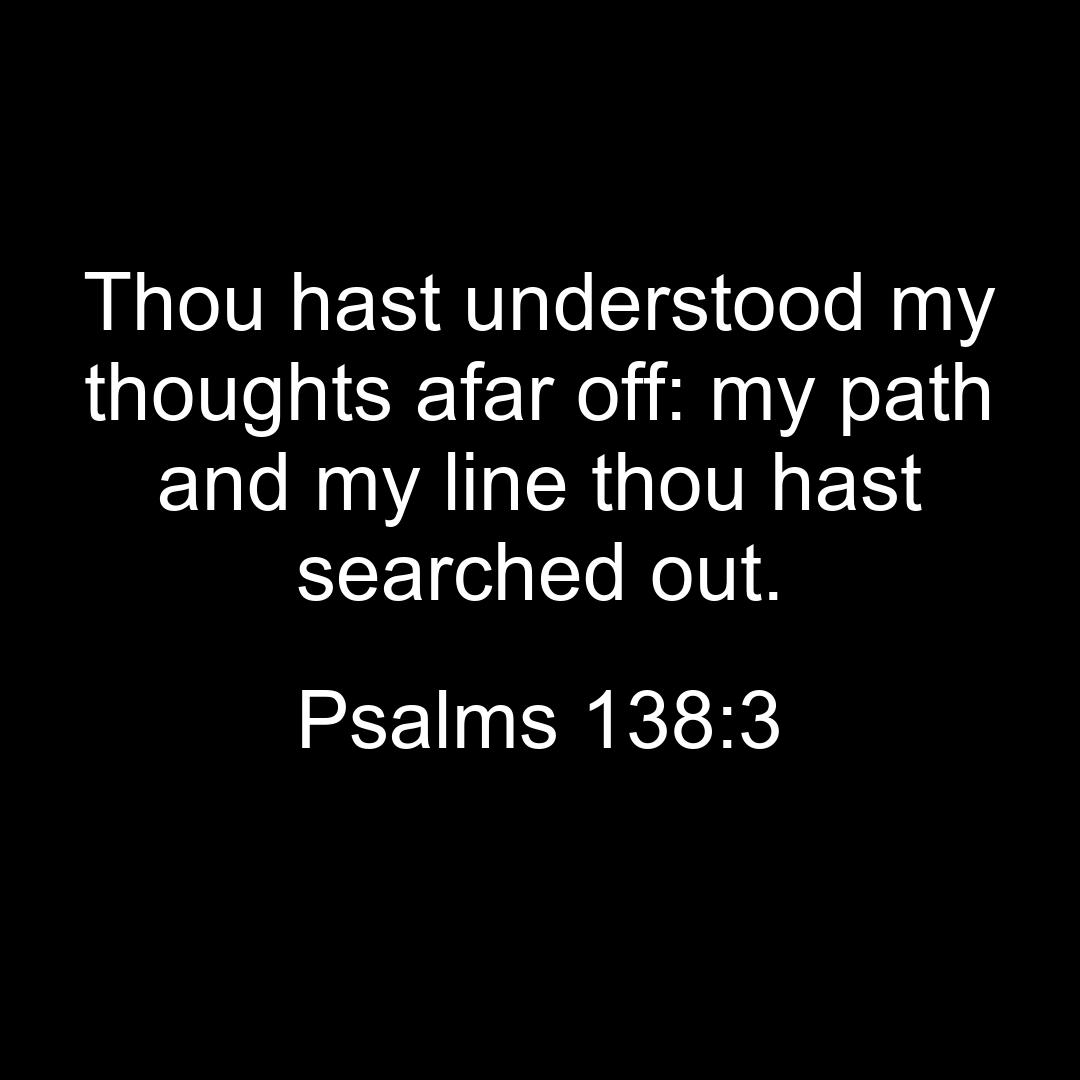 Thou hast understood my
thoughts afar off: my path
and my line thou hast
searched out.
Psalms 138:3